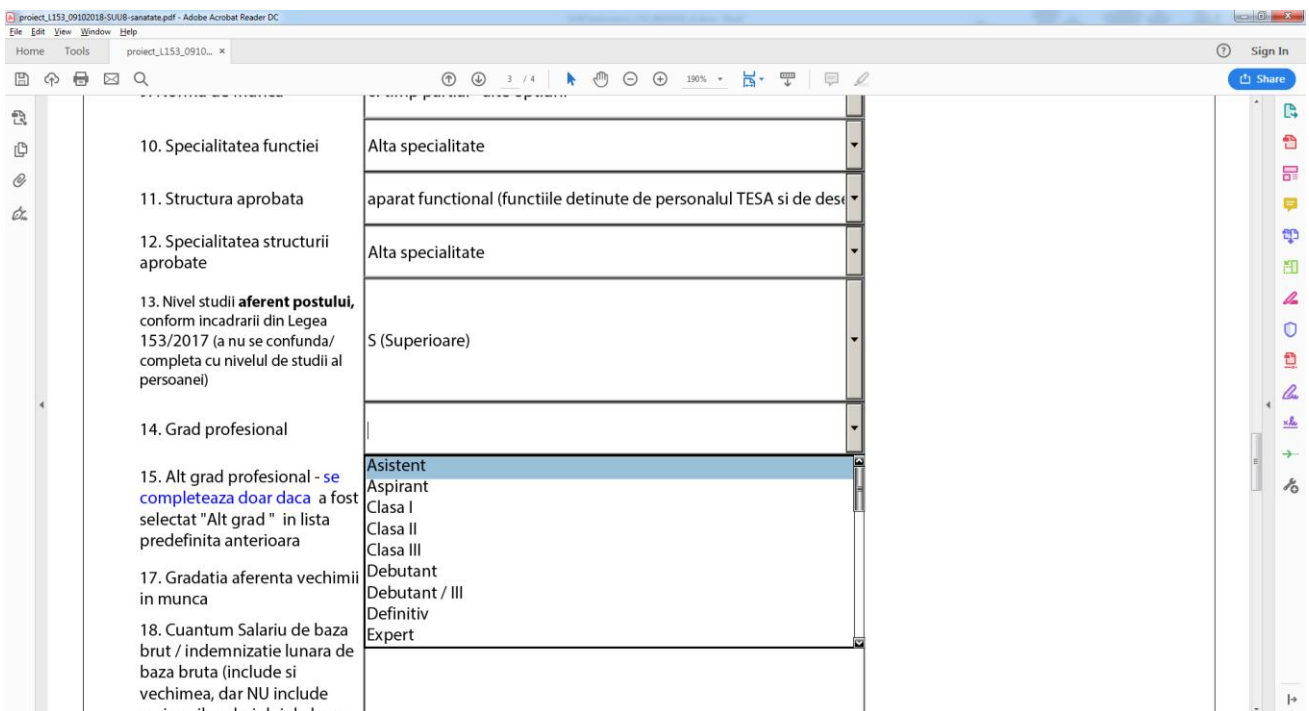 proiect_L153_09102018-SUUB-sanatate.pdf - Adobe Acrobat Reader DC
File Edit View Window Help
Home Tools proiect_L153_0910... × Sign In
3 / 4 190% Share
10. Specialitatea functiei Alta specialitate
11. Structura aprobata aparat functional (functiile detinute de personalul TESA si de dese
12. Specialitatea structurii
aprobate
Alta specialitate
13. Nivel studii aferent postului,
conform incadrarii din Legea
153/2017 (a nu se confunda/
completa cu nivelul de studii al
persoanei)
S (Superioare)
14. Grad profesional
15. Alt grad profesional - se
completeaza doar daca a fost
selectat "Alt grad " in lista
predefinita anterioara
17. Gradatia aferenta vechimii
in munca
18. Cuantum Salariu de baza
brut / indemnizatie lunara de
baza bruta (include si
vechimea, dar NU include
Asistent
Aspirant
Clasa I
Clasa II
Clasa III
Debutant
Debutant / III
Definitiv
Expert